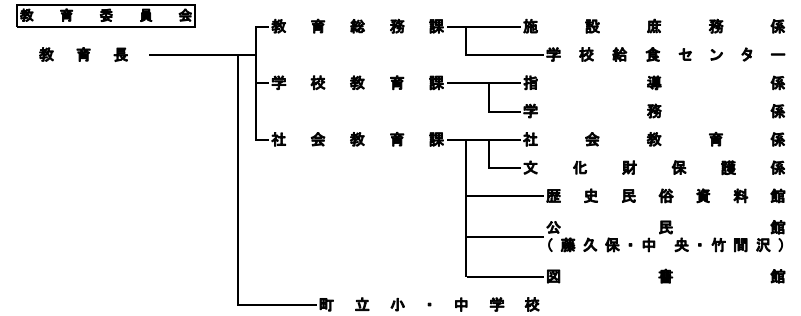 教育委員会
教育総務課 施設庶務係
教育長
学校給食センター
学校教育課 指導係
学務係
社会教育課 社会教育係
文化財保護係
歴史民俗資料館
公民館
(藤久保・中央・竹間沢)
図書館
町立小・中学校